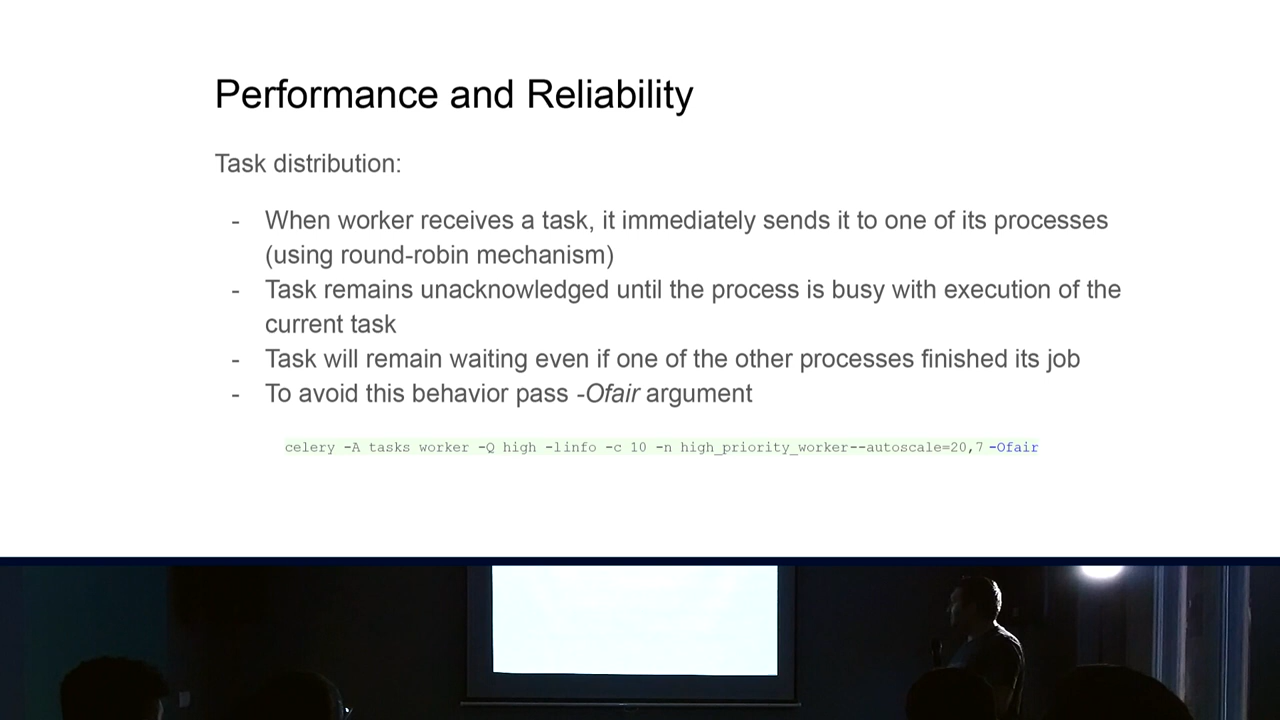 Performance and Reliability
Task distribution:
- When worker receives a task, it immediately sends it to one of its processes
(using round-robin mechanism)
- Task remains unacknowledged until the process is busy with execution of the
current task
- Task will remain waiting even if one of the other processes finished its job
- To avoid this behavior pass -Ofair argument
celery -A tasks worker -Q high -linfo -c 10 -n high_priority_worker--autoscale=20,7 -Ofair